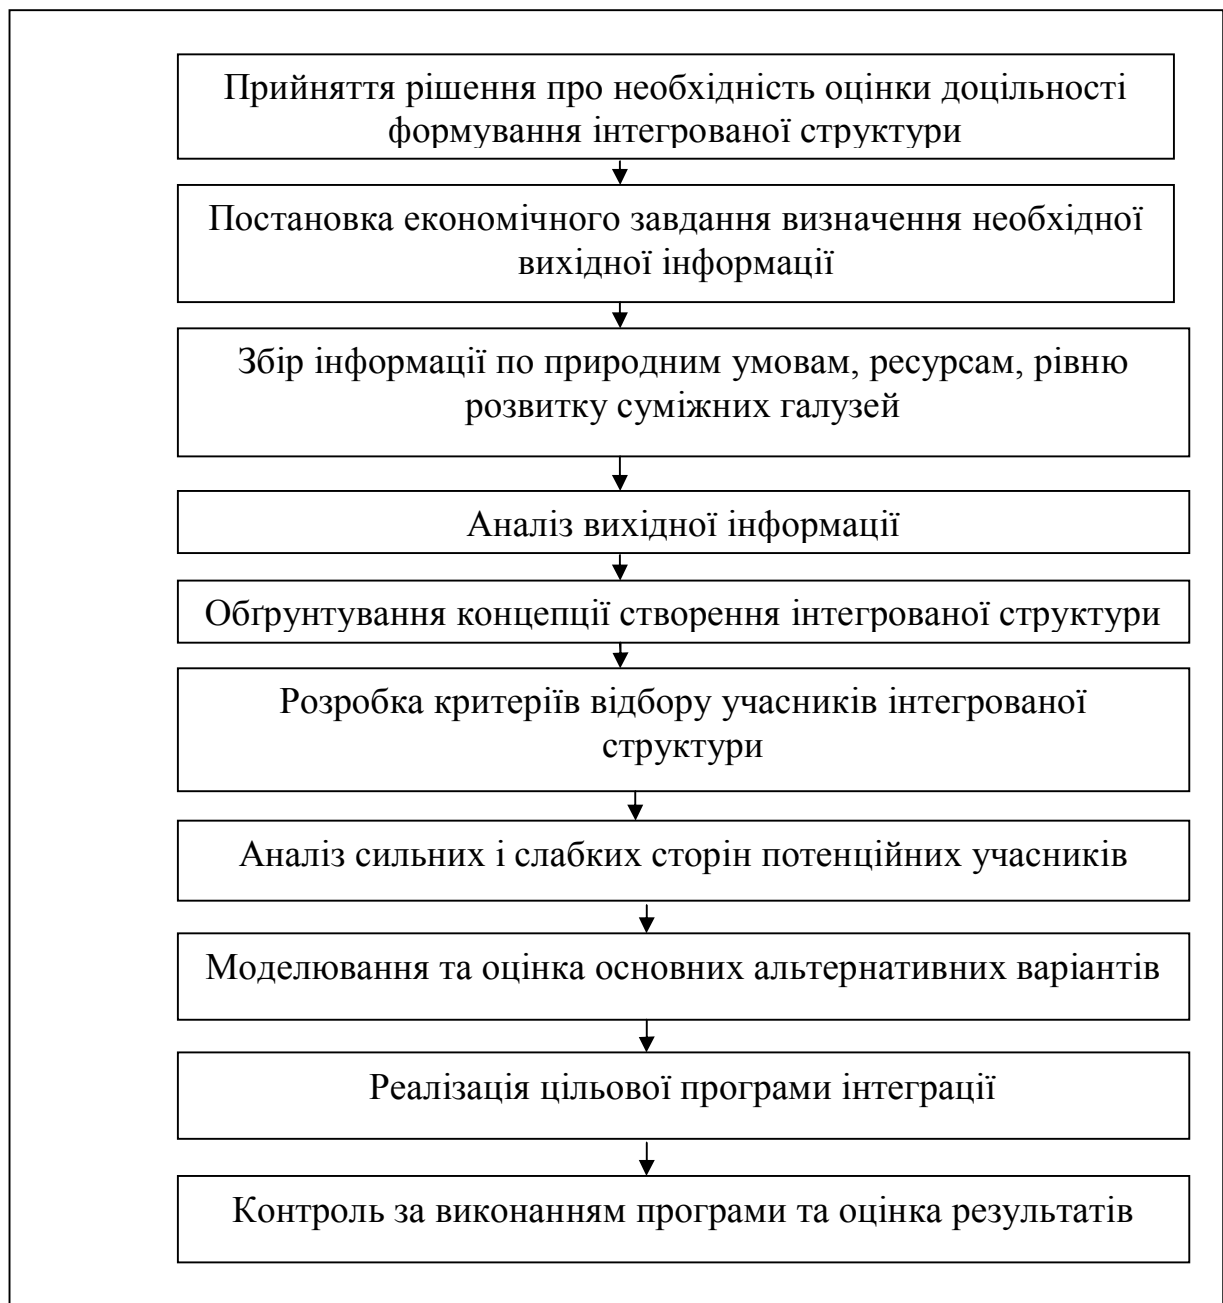 Прийняття рішення про необхідність оцінки доцільності
формування інтегрованої структури
Постановка економічного завдання визначення необхідної
вихідної інформації
Збір інформації по природним умовам, ресурсам, рівню
розвитку суміжних галузей
Аналіз вихідної інформації
Обґрунтування концепції створення інтегрованої структури
Розробка критеріїв відбору учасників інтегрованої
структури
Аналіз сильних і слабких сторін потенційних учасників
Моделювання та оцінка основних альтернативних варіантів
Реалізація цільової програми інтеграції
Контроль за виконанням програми та оцінка результатів